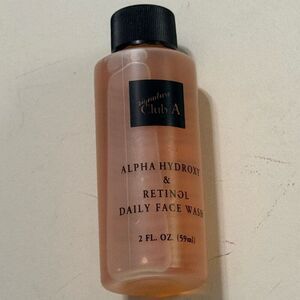 Signature
Club A
ALPHA HYDROXY
&
RETINOL
DAILY FACE WASH
2 FL. OZ. (59ml)